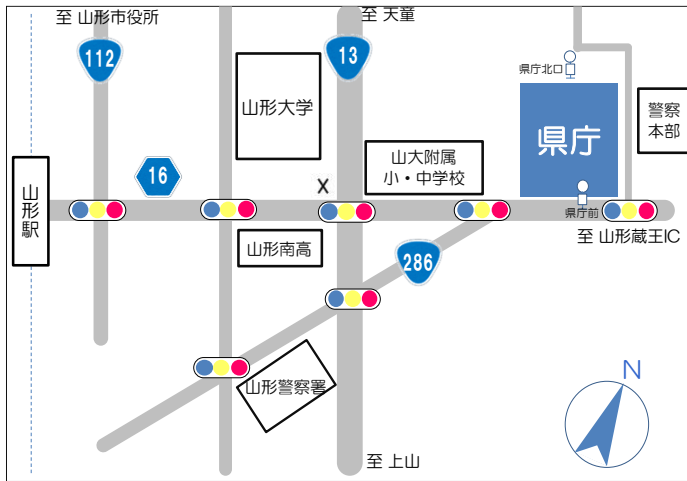 至 山形市役所
至 天童
112
13
県庁北口
山形大学
警察
本部
県庁
山大附属
小・中学校
16
X
山形駅
県庁前
至 山形蔵王IC
山形南高
286
山形警察署
N
至 上山